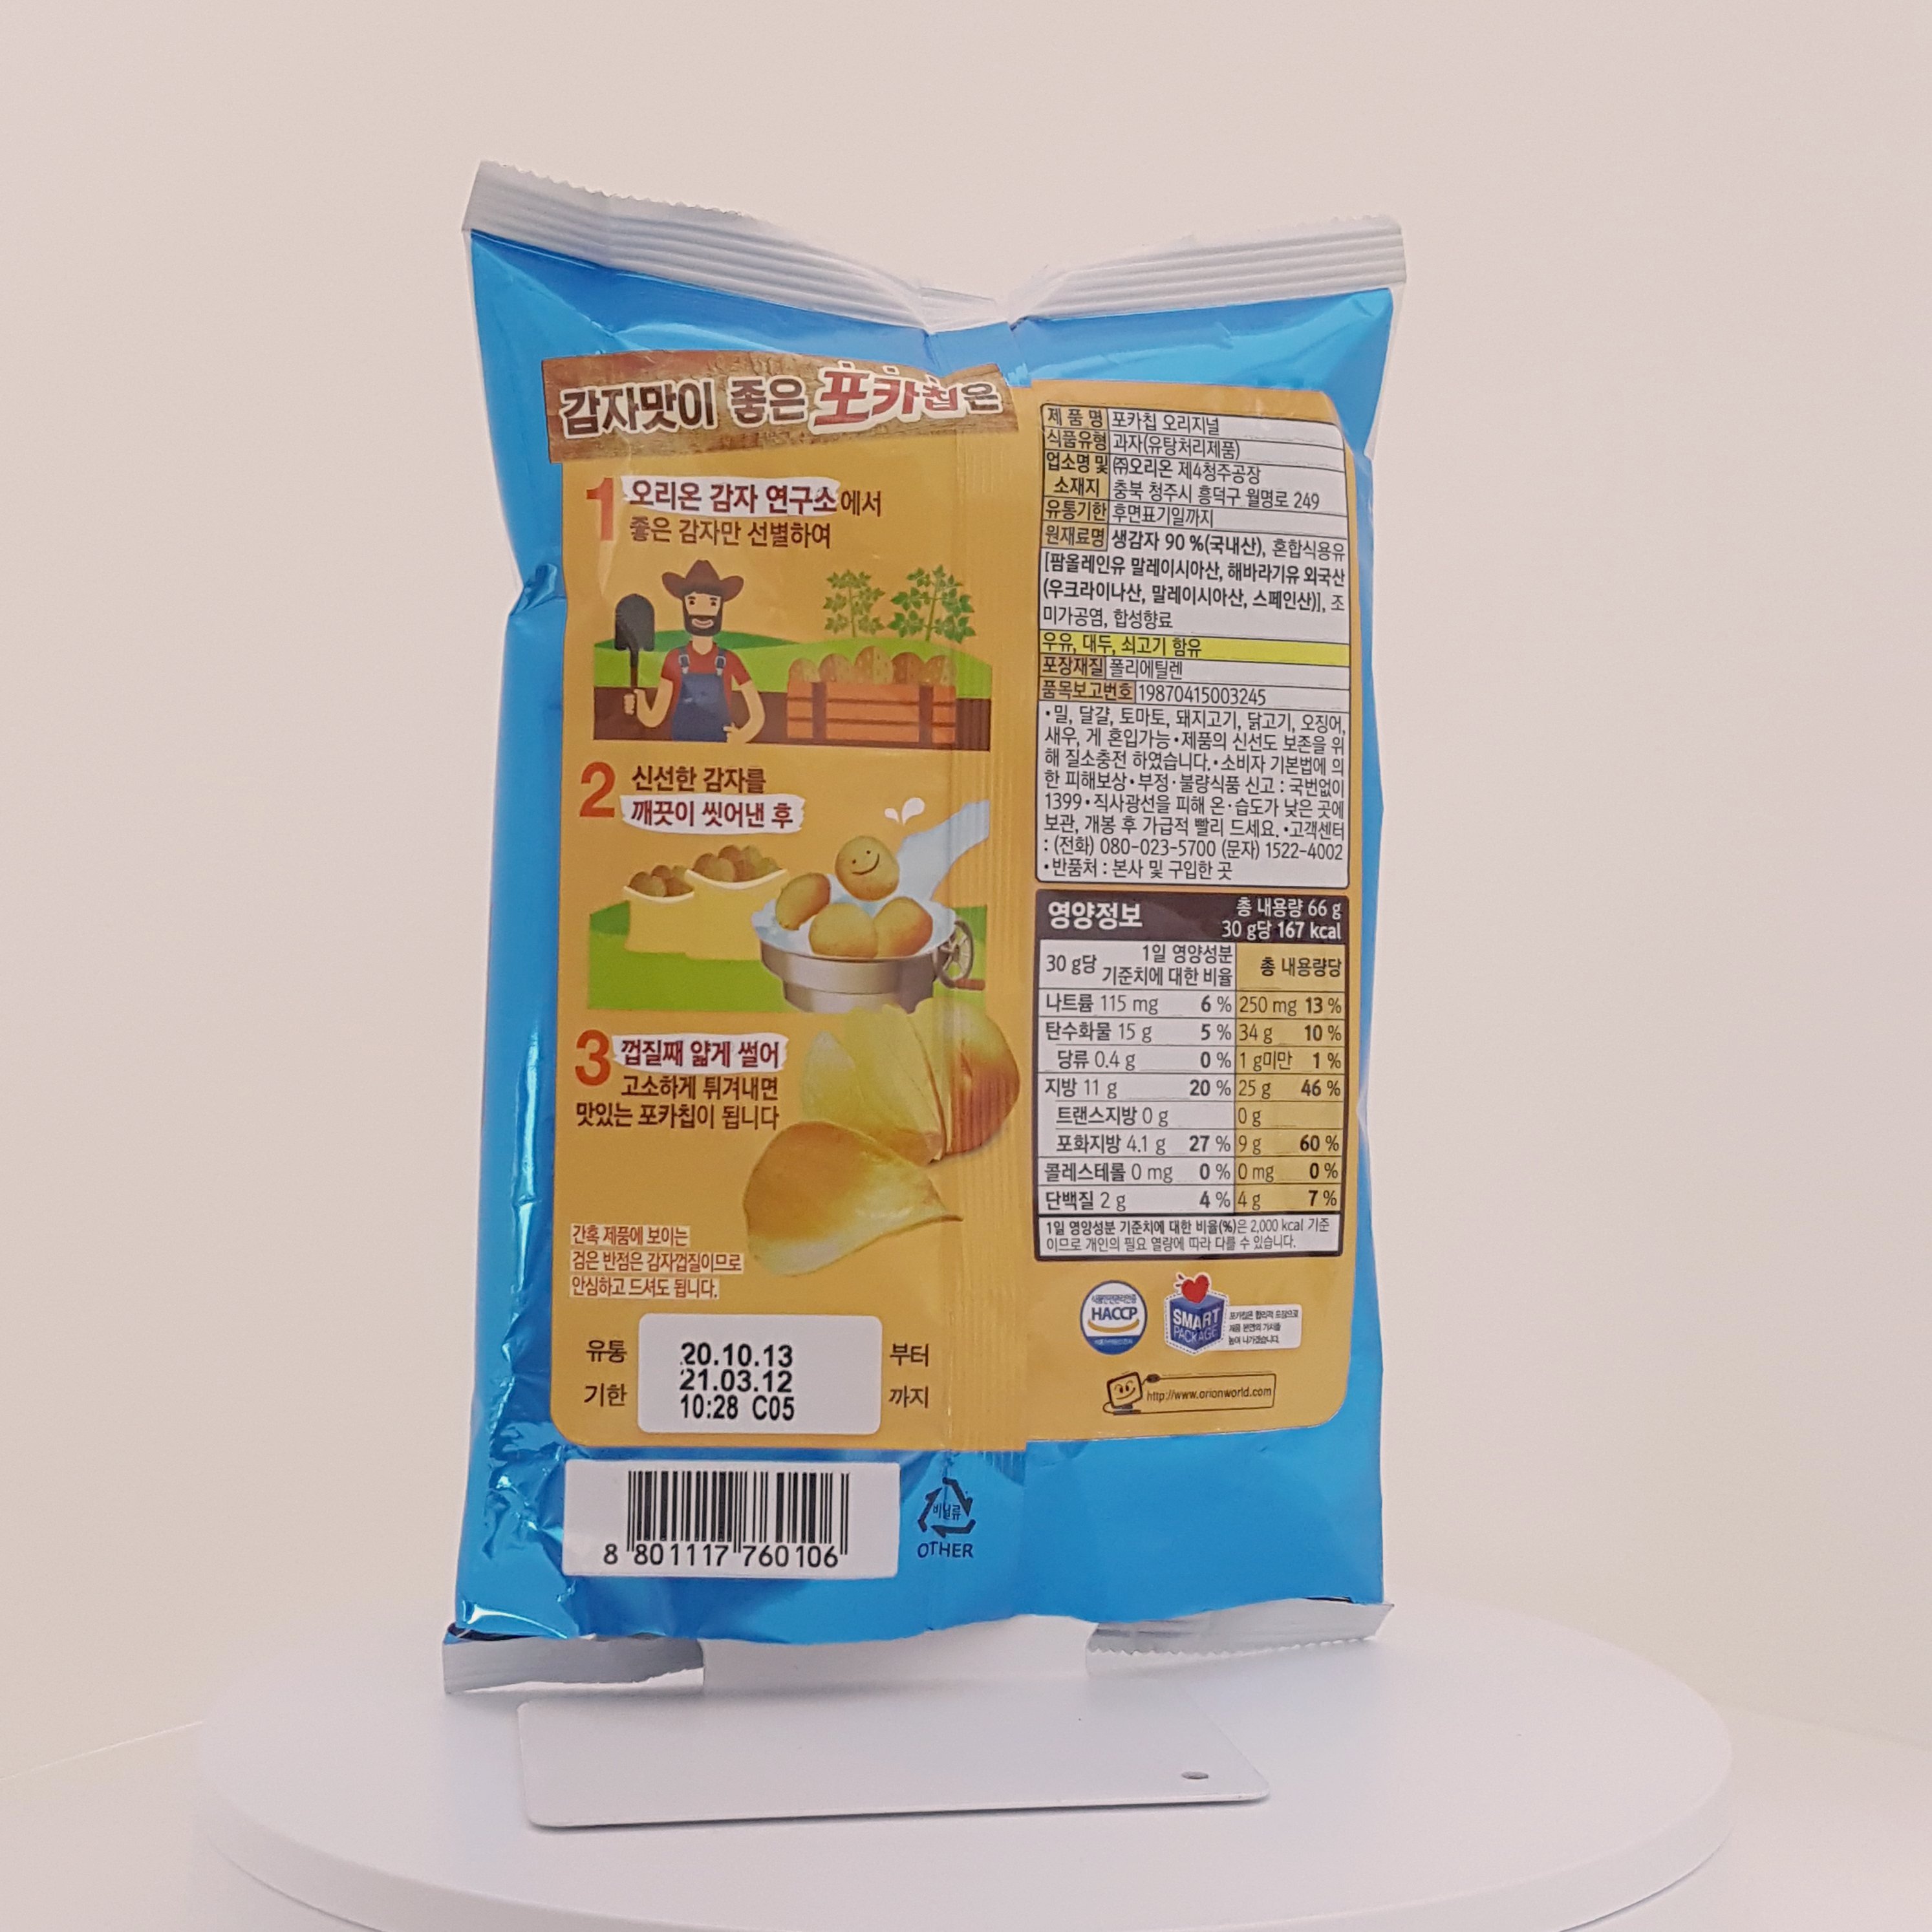 감자맛이 좋은 포카칩은
1 오리온 감자 연구소에서
좋은 감자만 선별하여
2 신선한 감자를
깨끗이 씻어낸 후
3 껍질째 얇게 썰어
고소하게 튀겨내면
맛있는 포카칩이 됩니다
간혹 제품에 보이는
검은 반점은 감자껍질이므로
안심하고 드셔도 됩니다.
유통 20.10.13 부터
21.03.12
기한 10:28 C05 까지
8 801117 760106
비닐류
OTHER
제 품 명 포카칩 오리지널
식품유형 과자(유탕처리제품)
업소명 및 ㈜오리온 제4청주공장
소재지 충북 청주시 흥덕구 월명로 249
유통기한 후면표기일까지
원재료명 생감자 90 %(국내산), 혼합식용유
[팜올레인유 말레이시아산, 해바라기유 외국산
(우크라이나산, 말레이시아산, 스페인산)], 조
미가공염, 합성향료
우유, 대두, 쇠고기 함유
포장재질 폴리에틸렌
품목보고번호 19870415003245
•밀, 달걀, 토마토, 돼지고기, 닭고기, 오징어,
새우, 게 혼입가능•제품의 신선도 보존을 위
해 질소충전 하였습니다.•소비자 기본법에 의
한 피해보상•부정·불량식품 신고 : 국번없이
1399•직사광선을 피해 온·습도가 낮은 곳에
보관, 개봉 후 가급적 빨리 드세요.•고객센터
: (전화) 080-023-5700 (문자) 1522-4002
•반품처 : 본사 및 구입한 곳
영양정보 총 내용량 66 g
30 g당 167 kcal
30 g당 1일 영양성분 기준치에 대한 비율 총 내용량당
나트륨 115 mg 6 % 250 mg 13 %
탄수화물 15 g 5 % 34 g 10 %
당류 0.4 g 0 % 1 g미만 1 %
지방 11 g 20 % 25 g 46 %
트랜스지방 0 g 0 g
포화지방 4.1 g 27 % 9 g 60 %
콜레스테롤 0 mg 0 % 0 mg 0 %
단백질 2 g 4 % 4 g 7 %
1일 영양성분 기준치에 대한 비율(%)은 2,000 kcal 기준
이므로 개인의 필요 열량에 따라 다를 수 있습니다.
HACCP
SMART
PACKAGE
http://www.orionworld.com